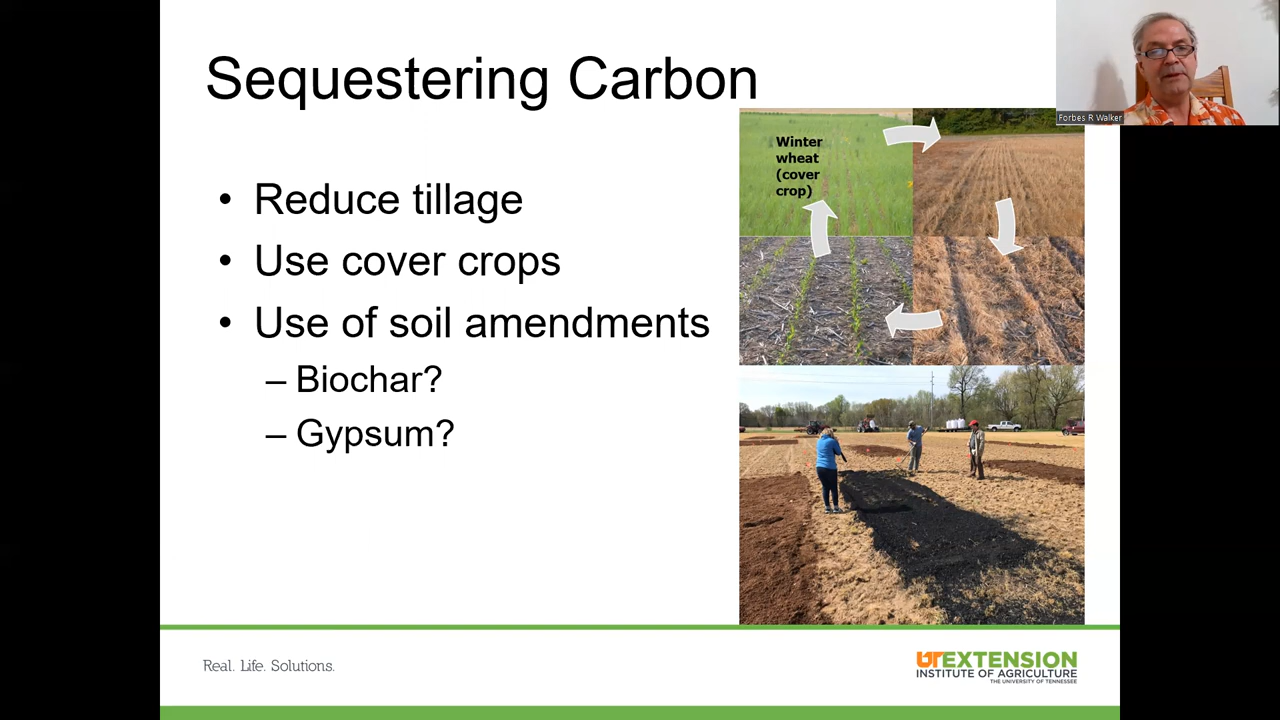 Sequestering Carbon
Forbes R Walker
• Reduce tillage
• Use cover crops
• Use of soil amendments
– Biochar?
– Gypsum?
Winter
wheat
(cover
crop)
Real. Life. Solutions.
UTEXTENSION
INSTITUTE OF AGRICULTURE
THE UNIVERSITY OF TENNESSEE